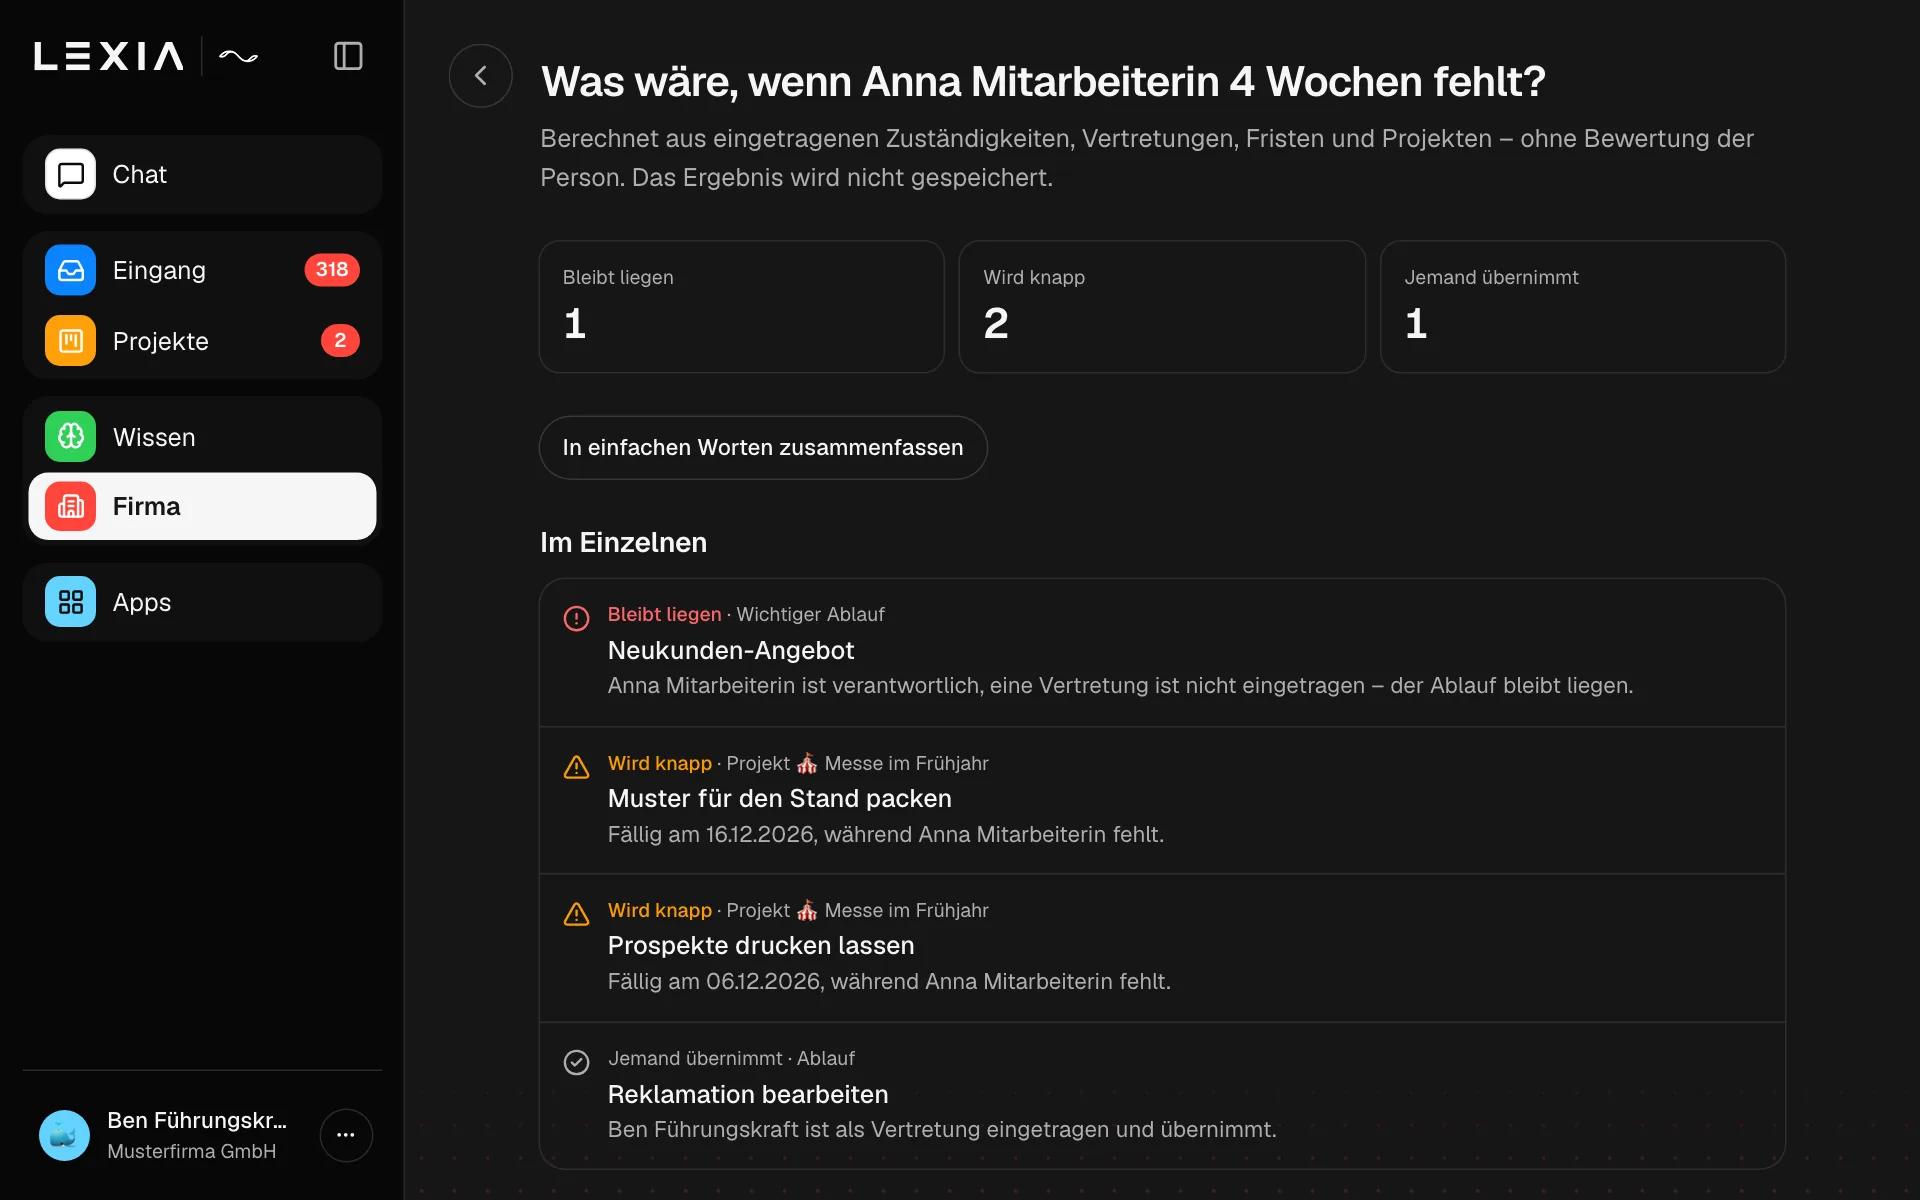 LEXIA
Chat
Eingang
318
Projekte
2
Wissen
Firma
Apps
Ben Führungskr...
Musterfirma GmbH
Was wäre, wenn Anna Mitarbeiterin 4 Wochen fehlt?
Berechnet aus eingetragenen Zuständigkeiten, Vertretungen, Fristen und Projekten – ohne Bewertung der
Person. Das Ergebnis wird nicht gespeichert.
Bleibt liegen
1
Wird knapp
2
Jemand übernimmt
1
In einfachen Worten zusammenfassen
Im Einzelnen
Bleibt liegen · Wichtiger Ablauf
Neukunden-Angebot
Anna Mitarbeiterin ist verantwortlich, eine Vertretung ist nicht eingetragen – der Ablauf bleibt liegen.
Wird knapp · Projekt 🎪 Messe im Frühjahr
Muster für den Stand packen
Fällig am 16.12.2026, während Anna Mitarbeiterin fehlt.
Wird knapp · Projekt 🎪 Messe im Frühjahr
Prospekte drucken lassen
Fällig am 06.12.2026, während Anna Mitarbeiterin fehlt.
Jemand übernimmt · Ablauf
Reklamation bearbeiten
Ben Führungskraft ist als Vertretung eingetragen und übernimmt.